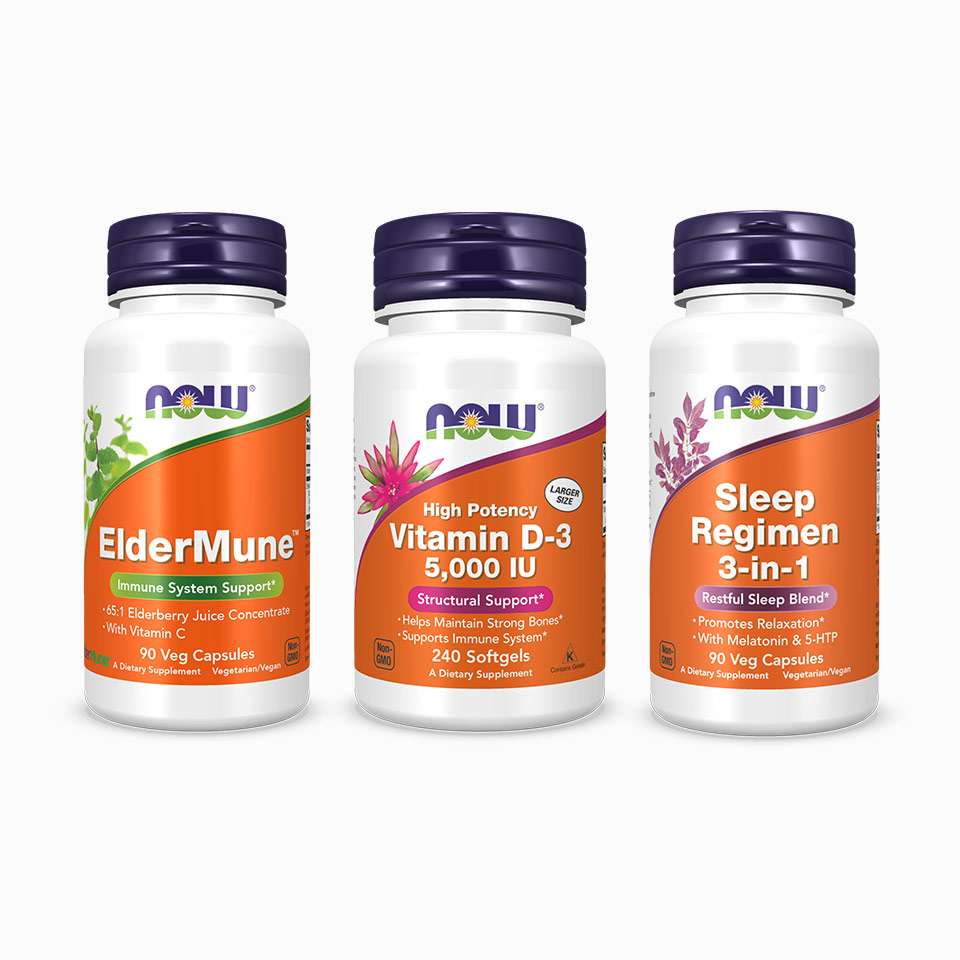 NOW®
ElderMune™
Immune System Support*
• 65:1 Elderberry Juice Concentrate
• With Vitamin C
90 Veg Capsules
A Dietary Supplement Vegetarian/Vegan
Non-
GMO
NOW®
LARGER
SIZE
High Potency
Vitamin D-3
5,000 IU
Structural Support*
• Helps Maintain Strong Bones*
• Supports Immune System*
240 Softgels
A Dietary Supplement
Non-
GMO
K
Contains Gelatin
NOW®
Sleep
Regimen
3-in-1
Restful Sleep Blend*
• Promotes Relaxation*
• With Melatonin & 5-HTP
90 Veg Capsules
A Dietary Supplement Vegetarian/Vegan
Non-
GMO